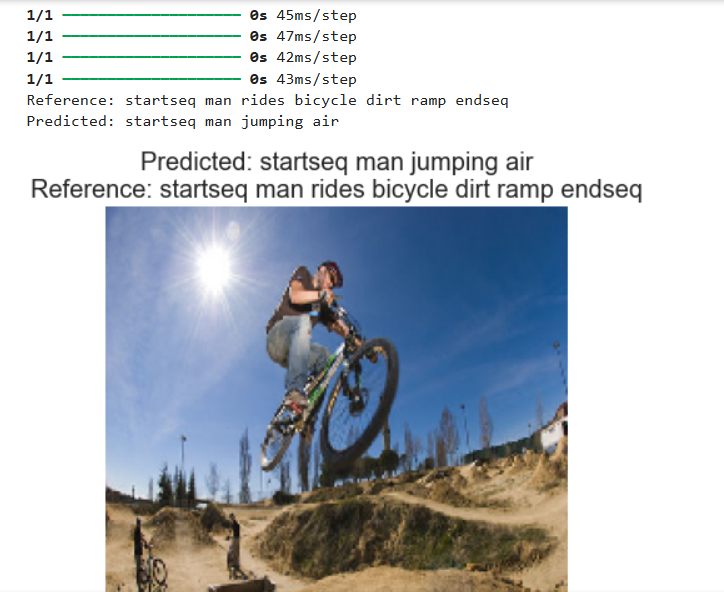 1/1 ━━━━━━━━━━━━━━━━━━━━ 0s 45ms/step
1/1 ━━━━━━━━━━━━━━━━━━━━ 0s 47ms/step
1/1 ━━━━━━━━━━━━━━━━━━━━ 0s 42ms/step
1/1 ━━━━━━━━━━━━━━━━━━━━ 0s 43ms/step
Reference: startseq man rides bicycle dirt ramp endseq
Predicted: startseq man jumping air
Predicted: startseq man jumping air
Reference: startseq man rides bicycle dirt ramp endseq